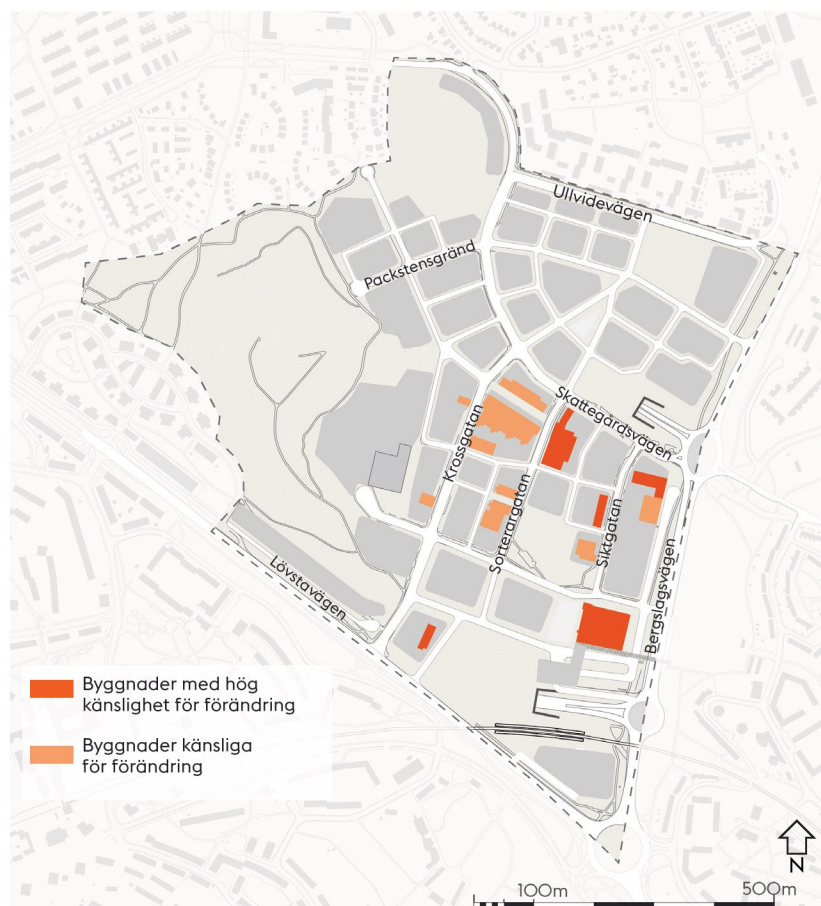 Ullvidevägen
Packstensgränd
Skattegårdsvägen
Krossgatan
Sorterargatan
Siktgatan
Bergslagsvägen
Lövstavägen
Byggnader med hög
känslighet för förändring
Byggnader känsliga
för förändring
N
100m
500m